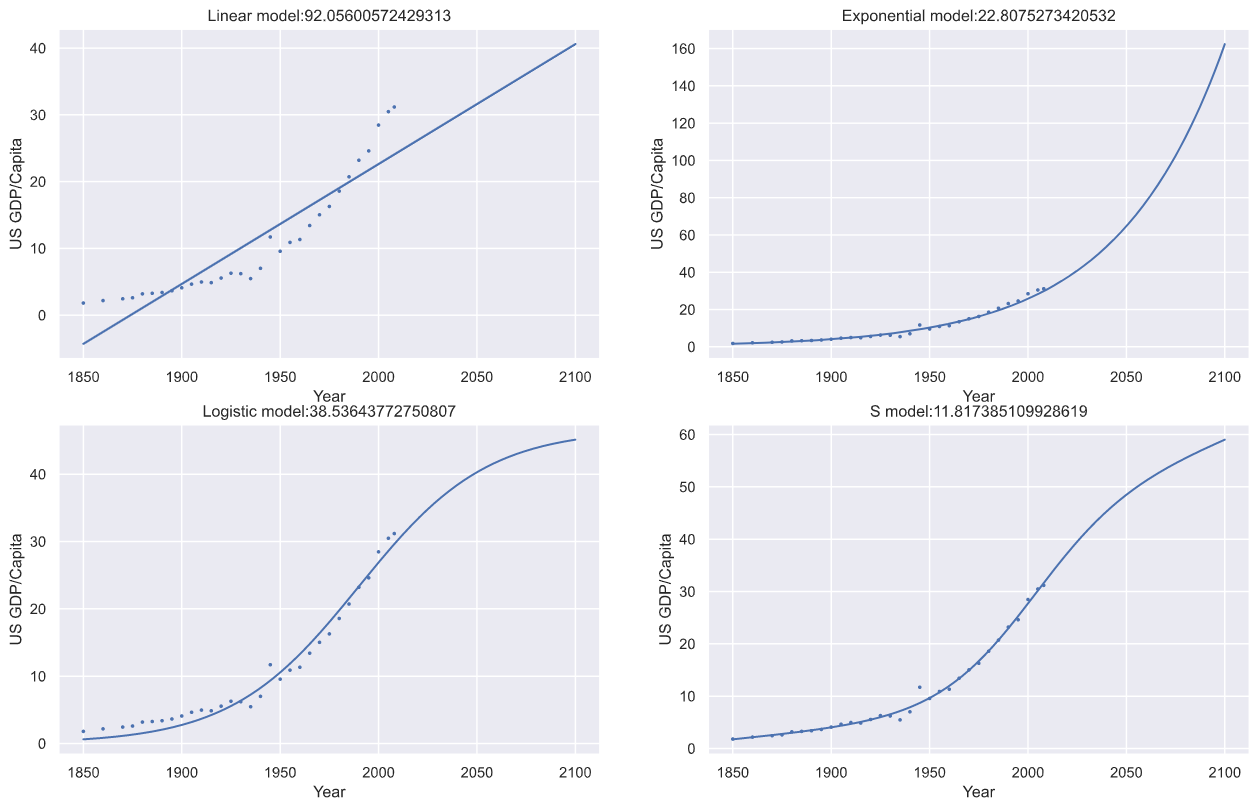 Linear model:92.05600572429313
40
30
20
10
0
US GDP/Capita
1850 1900 1950 2000 2050 2100
Year
Exponential model:22.8075273420532
160
140
120
100
80
60
40
20
0
US GDP/Capita
1850 1900 1950 2000 2050 2100
Year
Logistic model:38.53643772750807
40
30
20
10
0
US GDP/Capita
1850 1900 1950 2000 2050 2100
Year
S model:11.817385109928619
60
50
40
30
20
10
0
US GDP/Capita
1850 1900 1950 2000 2050 2100
Year